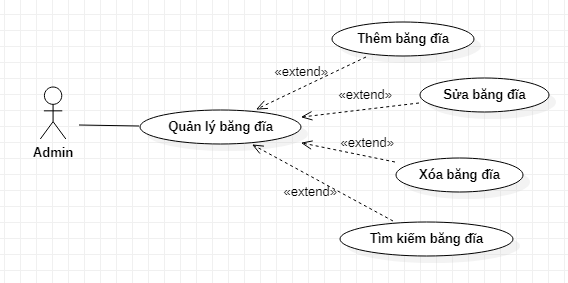 Thêm băng đĩa
«extend»
Sửa băng đĩa
«extend»
Quản lý băng đĩa
«extend»
Admin
Xóa băng đĩa
«extend»
Tìm kiếm băng đĩa